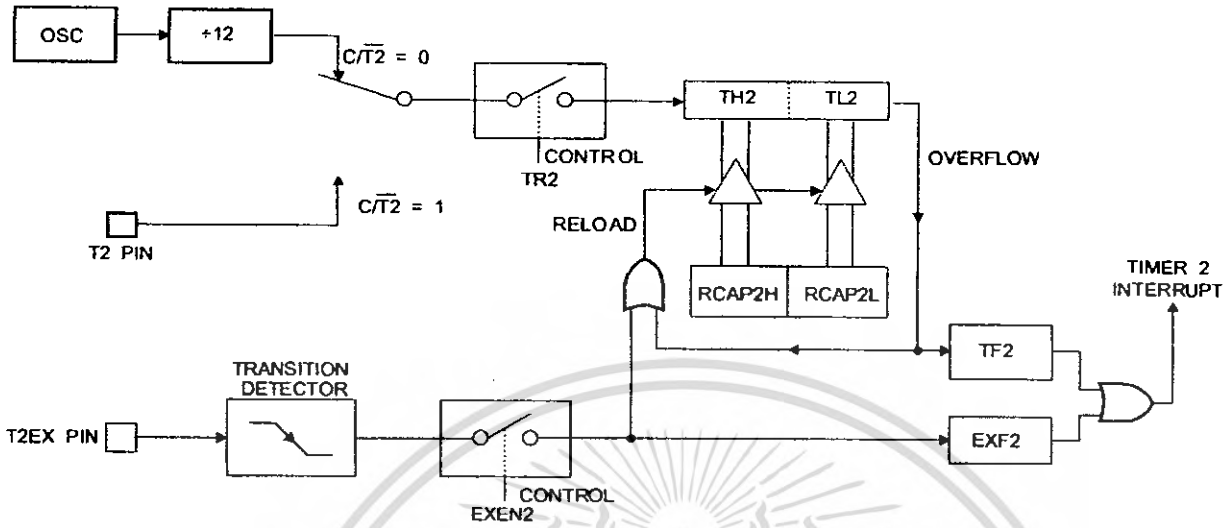 OSC
÷12
C/T2 = 0
TH2
TL2
CONTROL
TR2
OVERFLOW
C/T2 = 1
T2 PIN
RELOAD
RCAP2H
RCAP2L
TIMER 2
INTERRUPT
TF2
TRANSITION
DETECTOR
T2EX PIN
EXF2
CONTROL
EXEN2